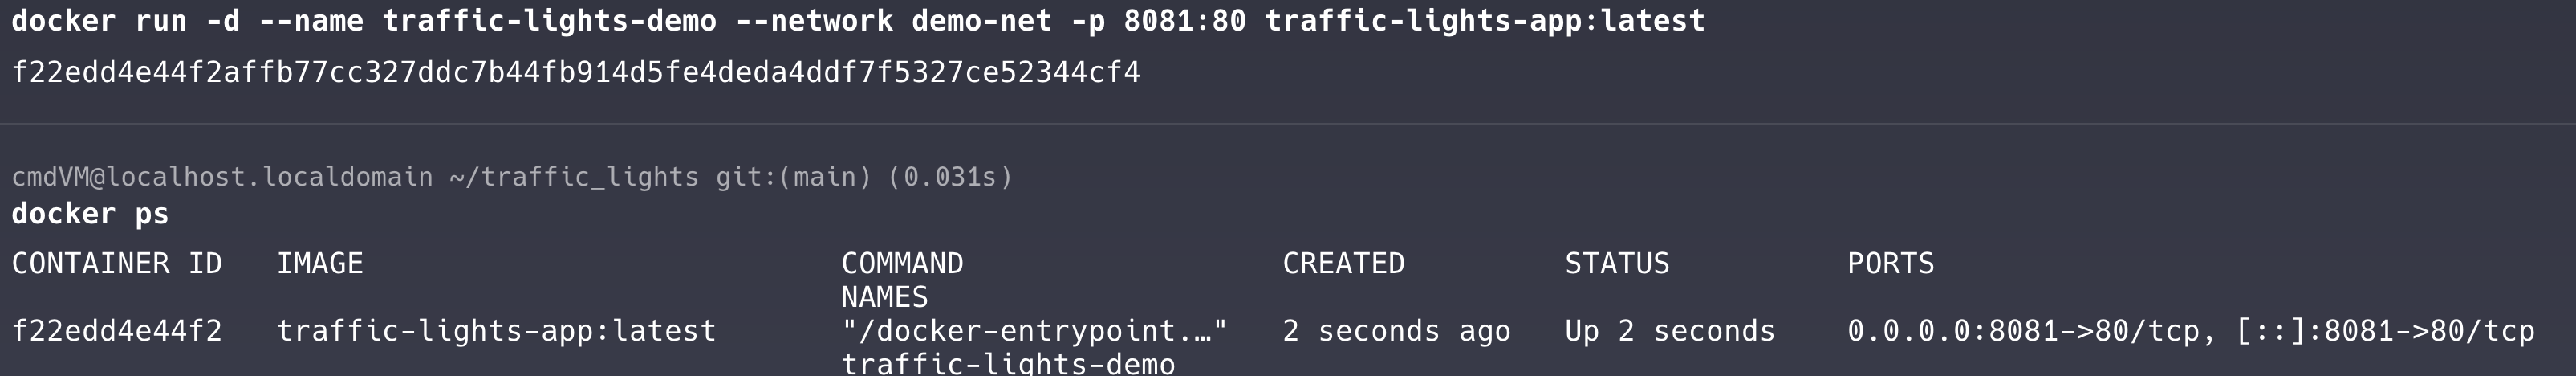 docker run -d --name traffic-lights-demo --network demo-net -p 8081:80 traffic-lights-app:latest
f22edd4e44f2affb77cc327ddc7b44fb914d5fe4deda4ddf7f5327ce52344cf4
cmdVM@localhost.localdomain ~/traffic_lights git:(main) (0.031s)
docker ps
CONTAINER ID   IMAGE                           COMMAND                  CREATED         STATUS          PORTS
NAMES
f22edd4e44f2   traffic-lights-app:latest       "/docker-entrypoint.…"   2 seconds ago   Up 2 seconds    0.0.0.0:8081->80/tcp, [::]:8081->80/tcp
traffic-lights-demo